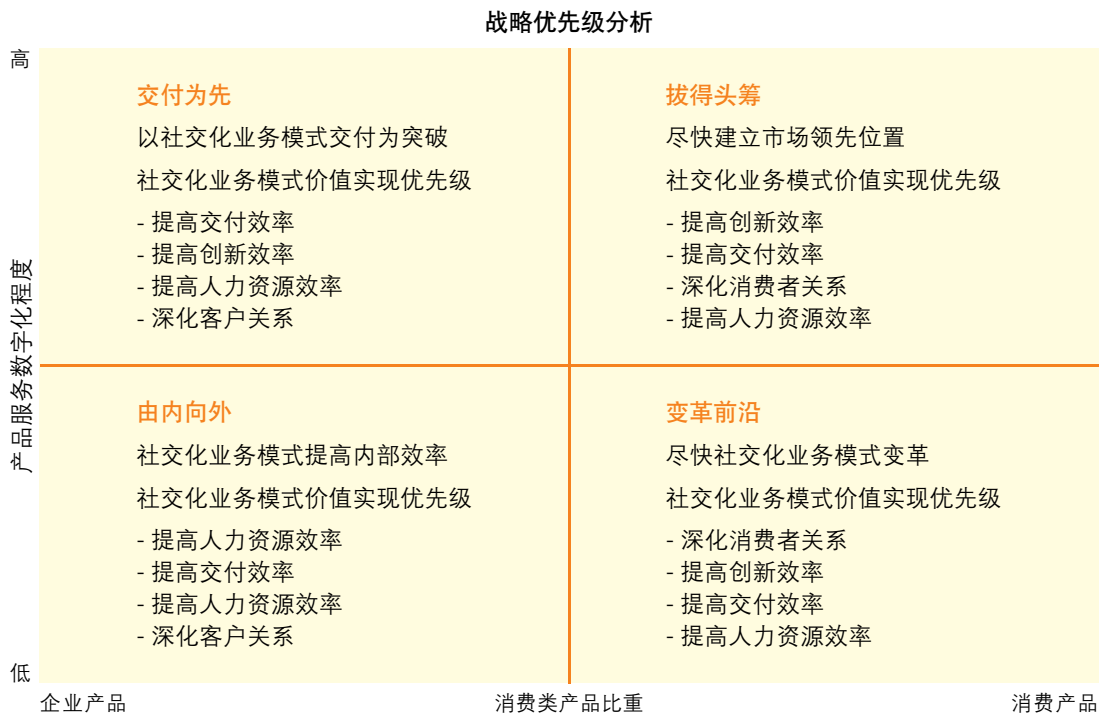 战略优先级分析
高
交付为先
以社交化业务模式交付为突破
社交化业务模式价值实现优先级
- 提高交付效率
- 提高创新效率
- 提高人力资源效率
- 深化客户关系
拔得头筹
尽快建立市场领先位置
社交化业务模式价值实现优先级
- 提高创新效率
- 提高交付效率
- 深化消费者关系
- 提高人力资源效率
产品服务数字化程度
由内向外
社交化业务模式提高内部效率
社交化业务模式价值实现优先级
- 提高人力资源效率
- 提高交付效率
- 提高人力资源效率
- 深化客户关系
变革前沿
尽快社交化业务模式变革
社交化业务模式价值实现优先级
- 深化消费者关系
- 提高创新效率
- 提高交付效率
- 提高人力资源效率
低
企业产品
消费类产品比重
消费产品